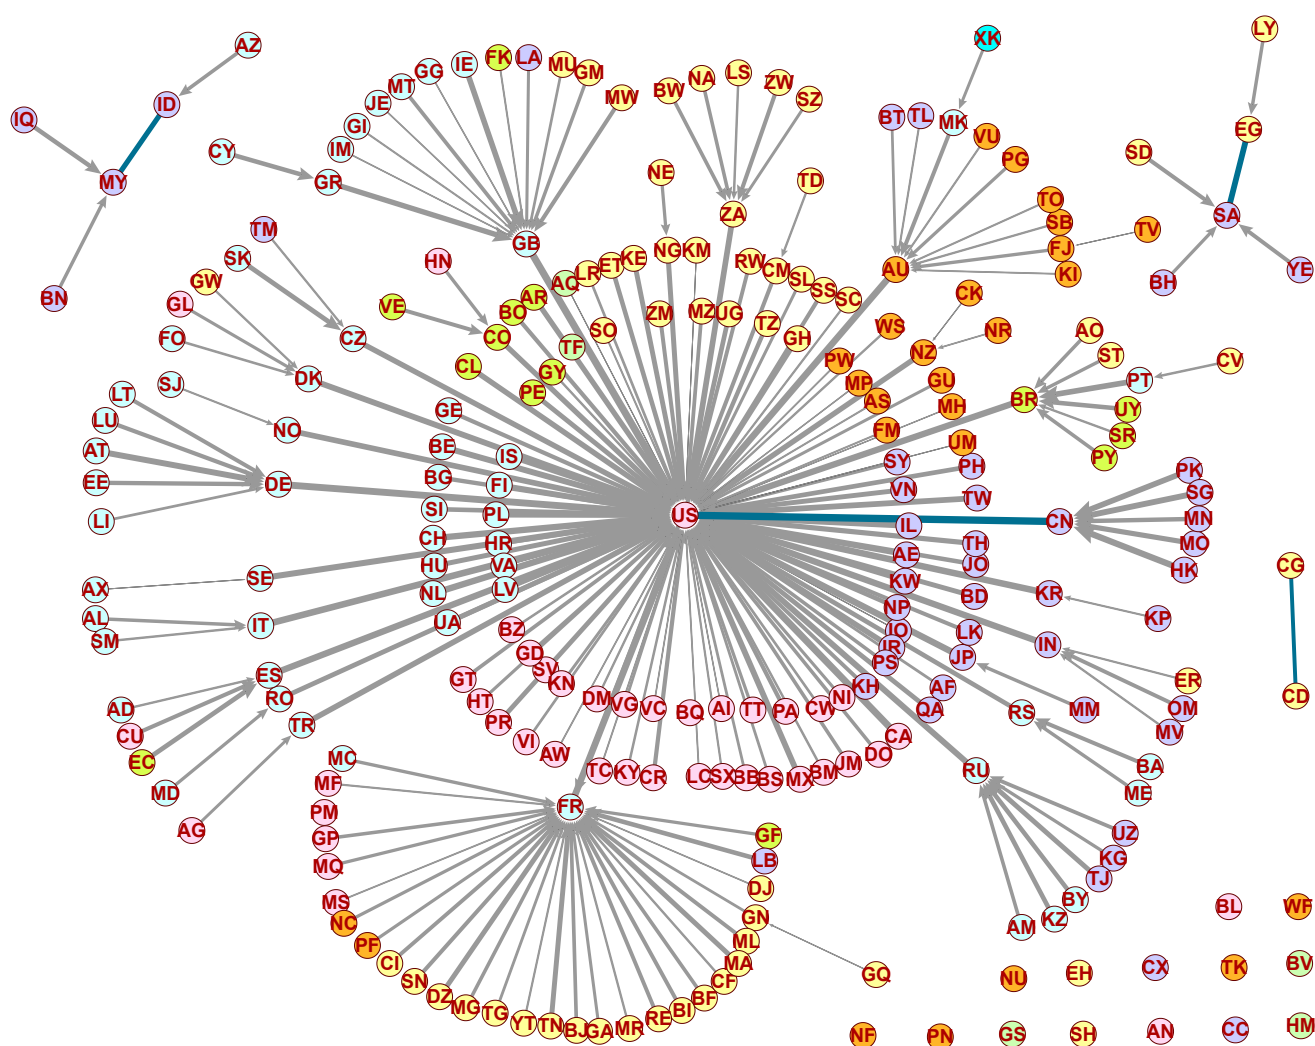 AZ
ID
IQ
MY
BN
CY
GR
IM
GI
JE
MT
GG
IE
FK
LA
MU
GM
MW
GB
BW
NA
LS
ZW
SZ
ZA
NE
NG
KM
TD
XK
BT
TL
MK
VU
PG
TO
SB
FJ
TV
KI
AU
LY
EG
SD
SA
BH
YE
TM
SK
GW
GL
FO
CZ
DK
HN
VE
CO
CL
BO
AR
AQ
LR
ET
KE
SO
TF
GY
PE
ZM
MZ
UG
RW
CM
SL
SS
SC
TZ
GH
CK
WS
NZ
NR
PW
MP
AS
GU
MH
FM
UM
AO
ST
CV
PT
BR
UY
SR
PY
SJ
NO
LT
LU
AT
EE
LI
DE
GE
BE
IS
BG
FI
SI
PL
CH
HR
HU
VA
NL
LV
UA
US
SY
PH
VN
TW
IL
TH
AE
JO
KW
BD
NP
IO
LK
IR
JP
PS
KH
AF
QA
CN
PK
SG
MN
MO
HK
KR
KP
IN
ER
OM
MV
MM
RS
BA
ME
CG
CD
AX
SE
AL
SM
IT
ES
RO
TR
AD
CU
EC
MD
AG
BZ
GD
SV
KN
GT
HT
PR
VI
AW
DM
VG
VC
TC
KY
CR
BQ
AI
TT
PA
CW
NI
LC
SX
BB
BS
MX
BM
JM
DO
CA
RU
UZ
KG
TJ
BY
KZ
AM
MC
MF
PM
GP
MQ
MS
NC
PF
CI
SN
DZ
MG
TG
YT
TN
BJ
GA
MR
RE
BI
BF
CF
MA
ML
GN
DJ
LB
GF
FR
GQ
BL
WF
NU
EH
CX
TK
BV
NF
PN
GS
SH
AN
CC
HM